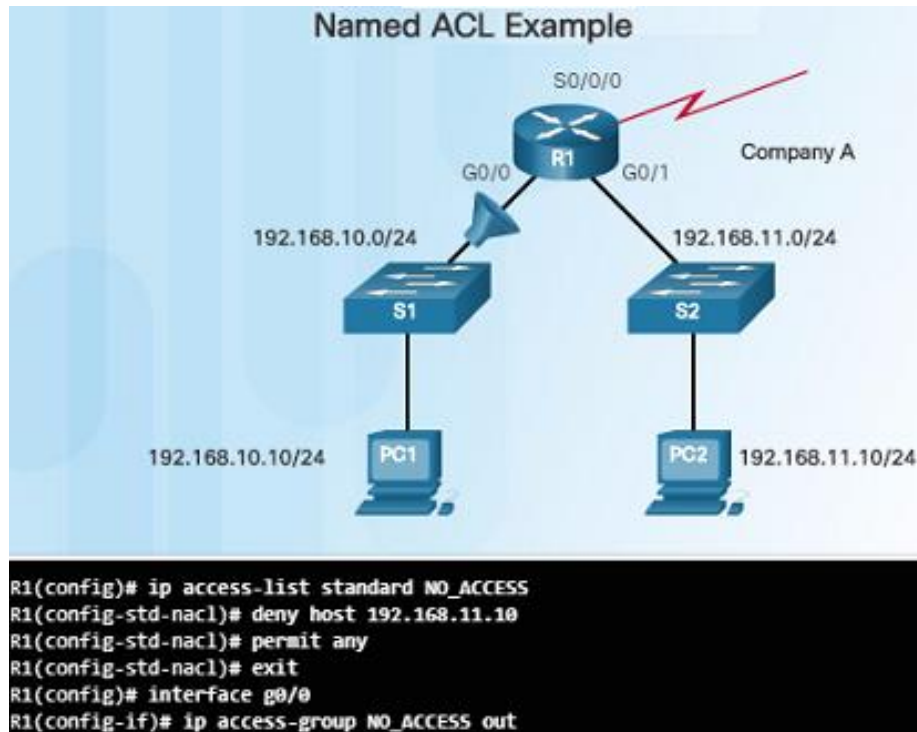 Named ACL Example
S0/0/0
R1
Company A
G0/0
G0/1
192.168.10.0/24
192.168.11.0/24
S1
S2
192.168.10.10/24
PC1
PC2
192.168.11.10/24
R1(config)# ip access-list standard NO_ACCESS
R1(config-std-nacl)# deny host 192.168.11.10
R1(config-std-nacl)# permit any
R1(config-std-nacl)# exit
R1(config)# interface g0/0
R1(config-if)# ip access-group NO_ACCESS out